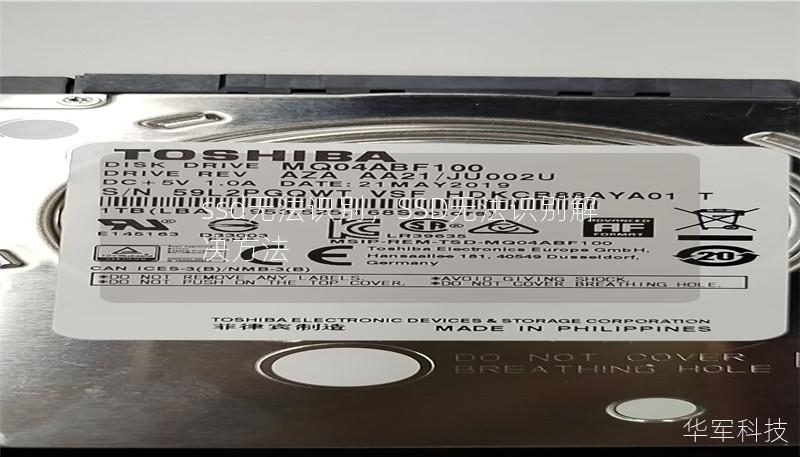 TOSHIBA
DISK DRIVE MQ04ABF100
DRIVE REV AZA AA21/JU002U
DC+5V 1.0A DATE: 21MAY2019
HDKCB88AYA01 T
ssd无法识别，SSD无法识别解
决方法
ADVANCED
AF
FORMAT
MSIP-REM-TSD-MQ04ABF100
Toshiba Electronics Europe GmbH,
Hansaallee 181, 40549 Dusseldorf,
Germany
20
CAN ICES-3(B)/NMB-3(B)
*DO NOT REMOVE ANY LABELS. *AVOID GIVING SHOCK.
*DO NOT PUSH ON THE TOP COVER. *DO NOT COVER BREATHING HOLE.
TOSHIBA ELECTRONIC DEVICES & STORAGE CORPORATION
菲律宾制造 MADE IN PHILIPPINES
DO NOT COVER
BREATHING HOLE
华军科技